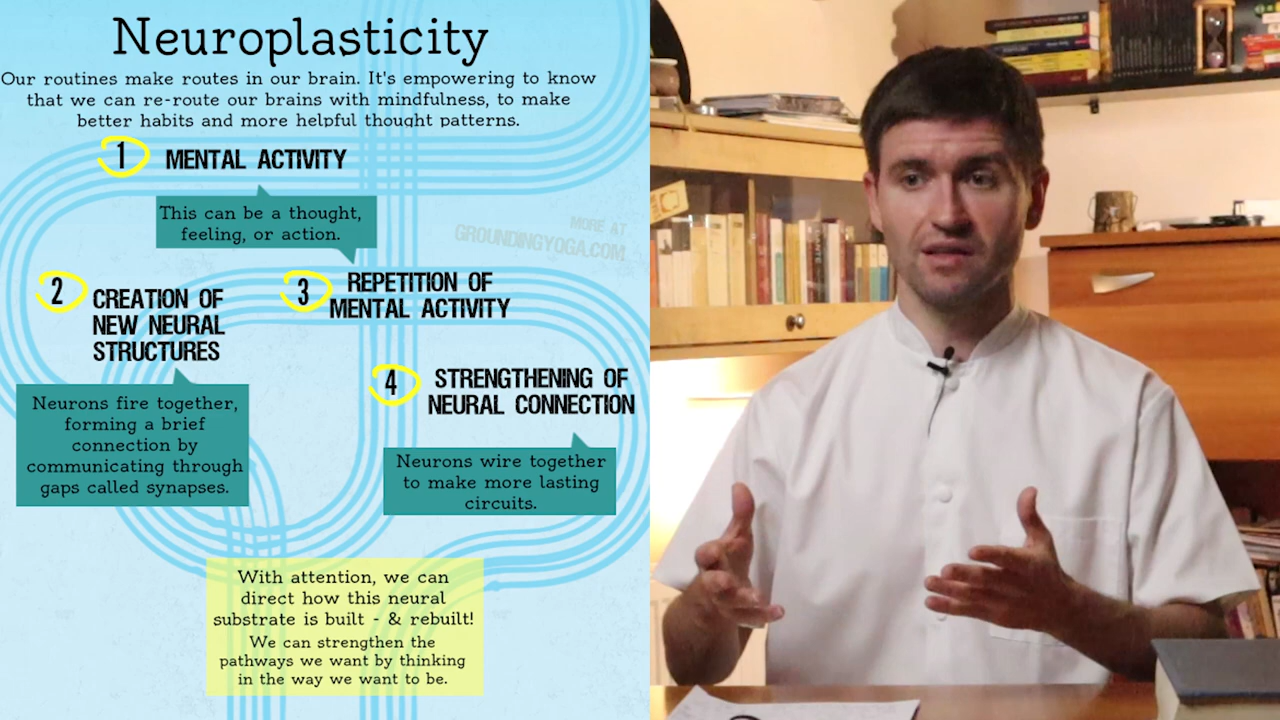 Neuroplasticity
Our routines make routes in our brain. It's empowering to know
that we can re-route our brains with mindfulness, to make
better habits and more helpful thought patterns.
1 MENTAL ACTIVITY
This can be a thought,
feeling, or action.
MORE AT
GROUNDINGYOGA.COM
2 CREATION OF
NEW NEURAL
STRUCTURES
Neurons fire together,
forming a brief
connection by
communicating through
gaps called synapses.
3 REPETITION OF
MENTAL ACTIVITY
4 STRENGTHENING OF
NEURAL CONNECTION
Neurons wire together
to make more lasting
circuits.
With attention, we can
direct how this neural
substrate is built - & rebuilt!
We can strengthen the
pathways we want by thinking
in the way we want to be.